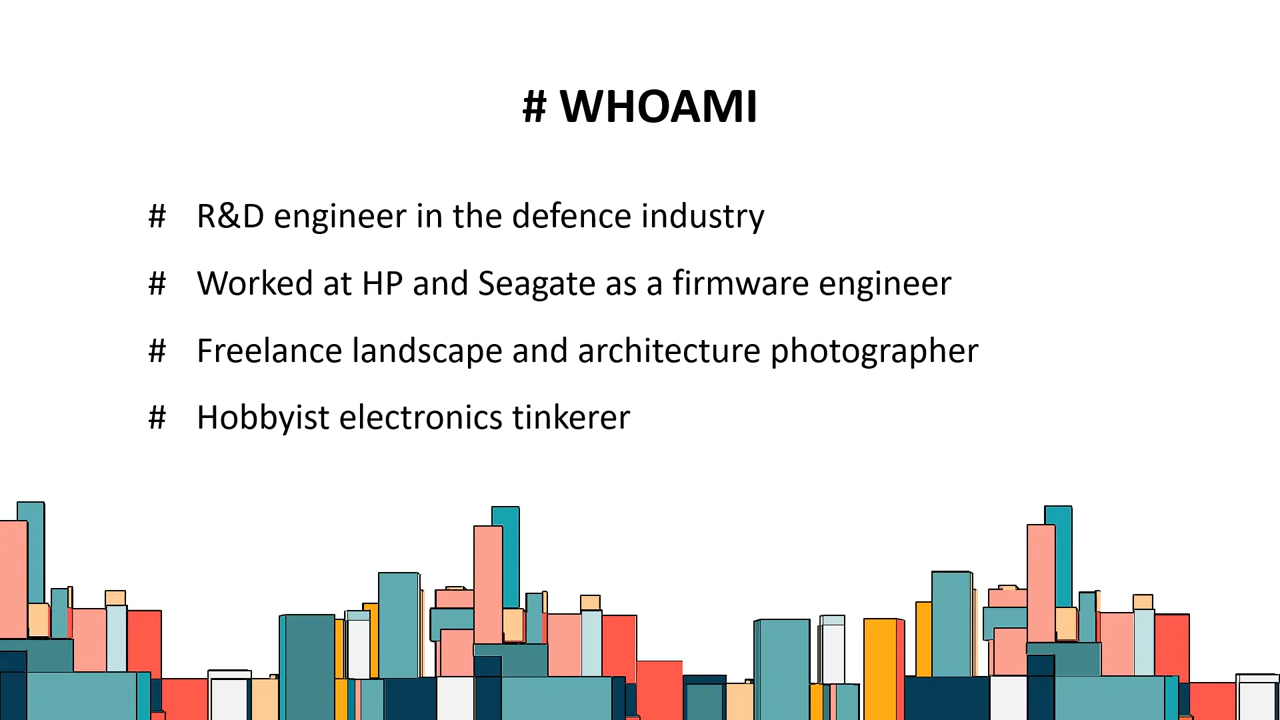 # WHOAMI
# R&D engineer in the defence industry
# Worked at HP and Seagate as a firmware engineer
# Freelance landscape and architecture photographer
# Hobbyist electronics tinkerer